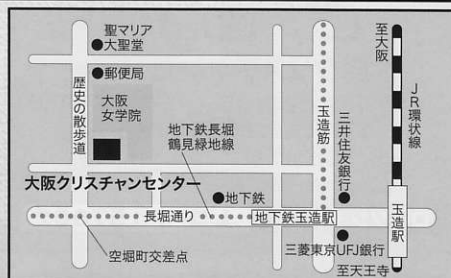 聖マリア
大聖堂
郵便局
歴史の散歩道
大阪
女学院
地下鉄長堀
鶴見緑地線
大阪クリスチャンセンター
地下鉄
長堀通り
地下鉄玉造駅
空堀町交差点
玉造筋
三井住友銀行
三菱東京UFJ銀行
至大阪
JR環状線
玉造駅
至天王寺